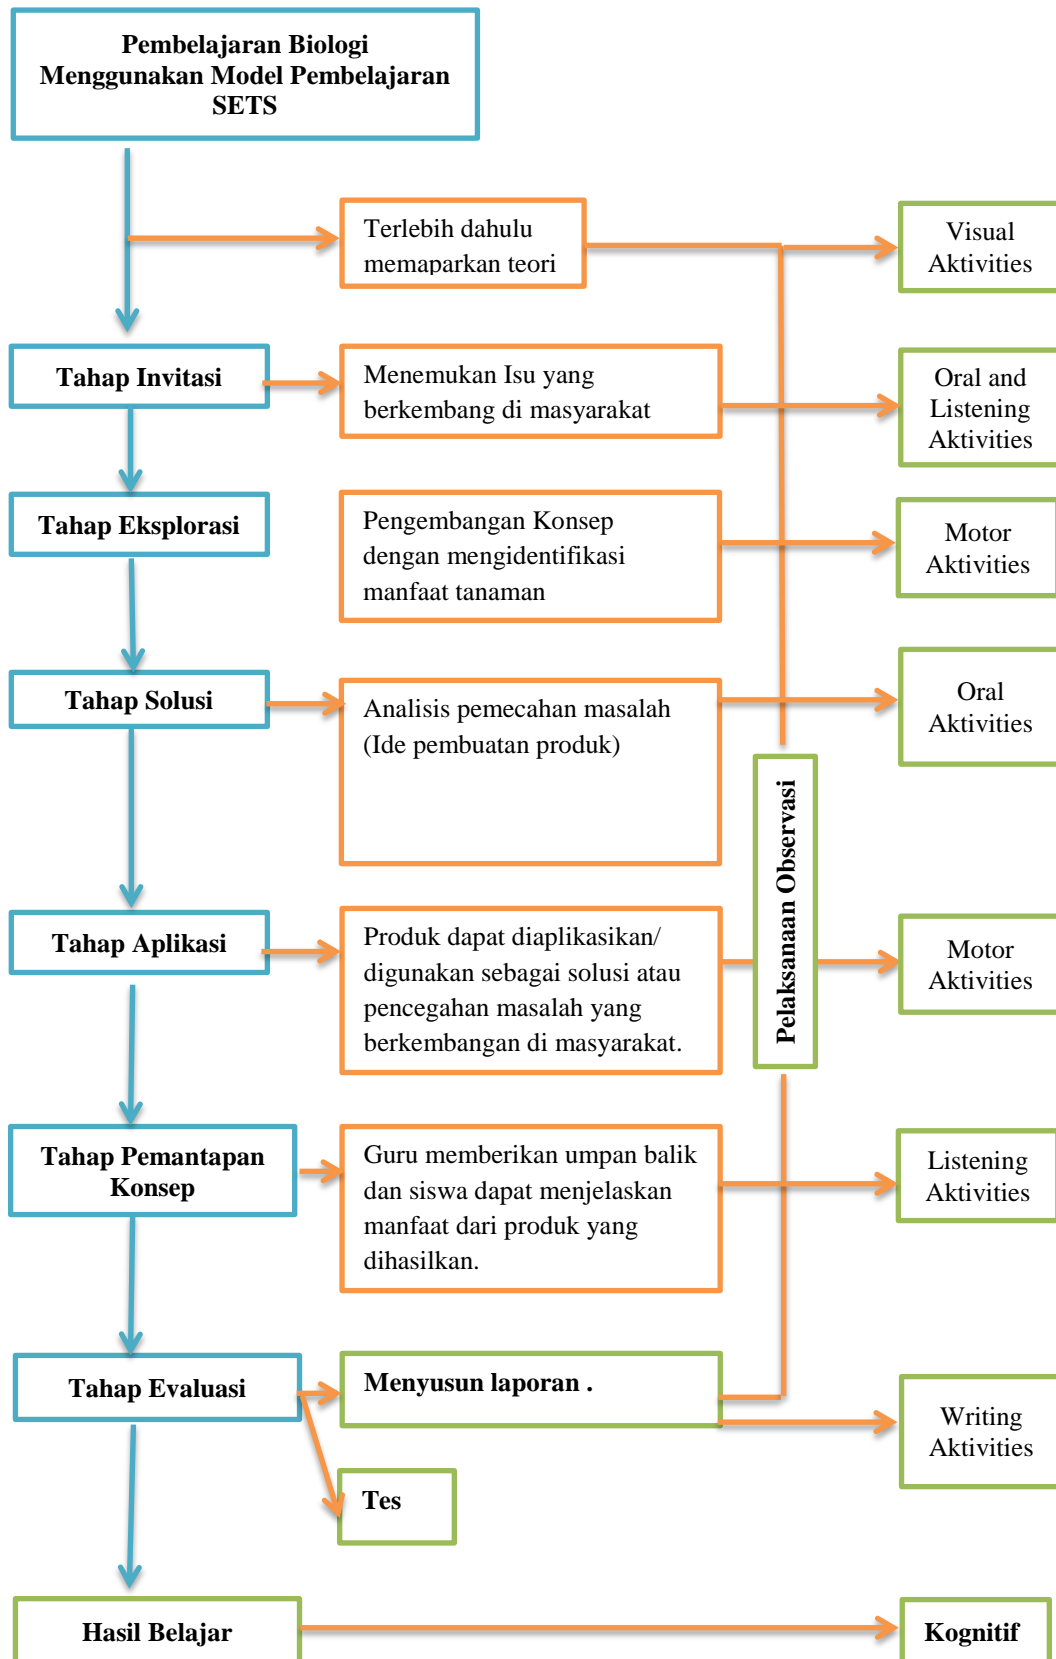 Pembelajaran Biologi
Menggunakan Model Pembelajaran
SETS
Terlebih dahulu
memaparkan teori
Visual
Aktivities
Tahap Invitasi
Menemukan Isu yang
berkembang di masyarakat
Oral and
Listening
Aktivities
Tahap Eksplorasi
Pengembangan Konsep
dengan mengidentifikasi
manfaat tanaman
Motor
Aktivities
Tahap Solusi
Analisis pemecahan masalah
(Ide pembuatan produk)
Oral
Aktivities
Pelaksanaan Observasi
Tahap Aplikasi
Produk dapat diaplikasikan/
digunakan sebagai solusi atau
pencegahan masalah yang
berkembangan di masyarakat.
Motor
Aktivities
Tahap Pemantapan
Konsep
Guru memberikan umpan balik
dan siswa dapat menjelaskan
manfaat dari produk yang
dihasilkan.
Listening
Aktivities
Tahap Evaluasi
Menyusun laporan .
Writing
Aktivities
Tes
Hasil Belajar
Kognitif